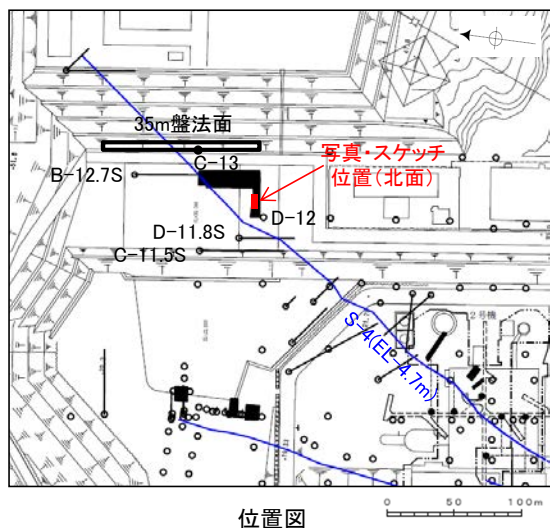 35m盤法面
C-13
写真・スケッチ
位置(北面)
B-12.7S
D-12
D-11.8S
C-11.5S
S-4(EL-4.7m)
2号機
位置図
0 50 100m